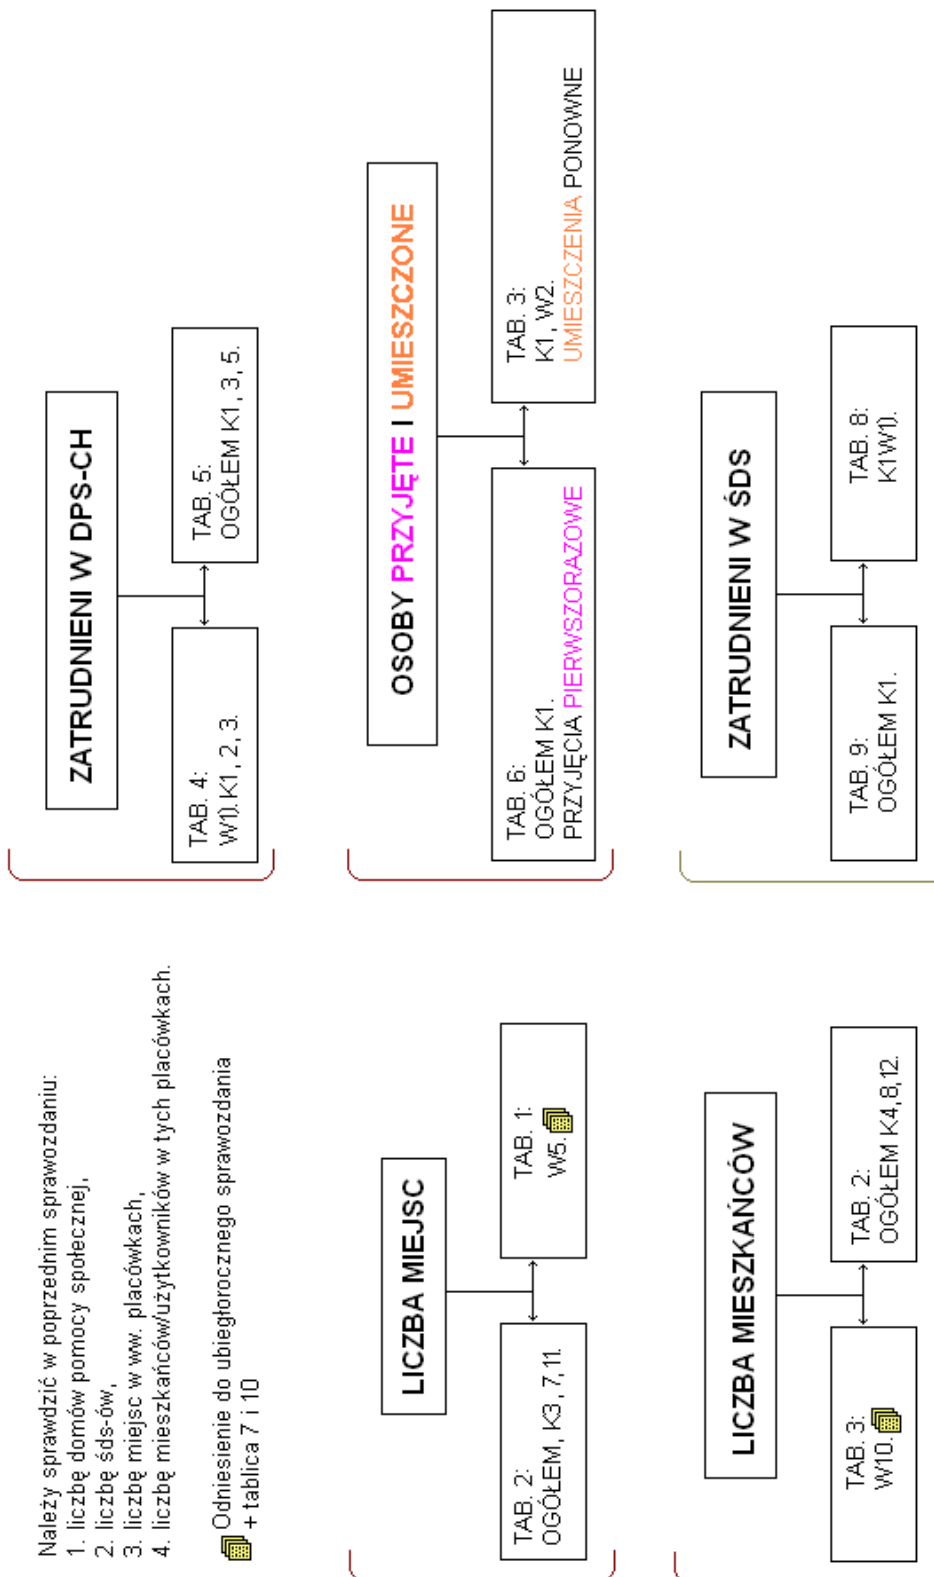 Należy sprawdzić w poprzednim sprawozdaniu:
1. liczbę domów pomocy społecznej,
2. liczbę śds-ów,
3. liczbę miejsc w ww. placówkach,
4. liczbę mieszkańców/użytkowników w tych placówkach.
Odniesienie do ubiegłorocznego sprawozdania
+ tablica 7 i 10
LICZBA MIEJSC
TAB. 2:
OGÓŁEM, K3, 7,11.
TAB. 1:
W5.
LICZBA MIESZKAŃCÓW
TAB. 3:
W10.
TAB. 2:
OGÓŁEM K4,8,12.
ZATRUDNIENI W DPS-CH
TAB. 4:
W1).K1, 2, 3.
TAB. 5:
OGÓŁEM K1, 3, 5.
OSOBY PRZYJĘTE I UMIESZCZONE
TAB. 6:
OGÓŁEM K1.
PRZYJĘCIA PIERWSZORAZOWE
TAB. 3:
K1, W2.
UMIESZCZENIA PONOWNE
ZATRUDNIENI W ŚDS
TAB. 9:
OGÓŁEM K1.
TAB. 8:
K1W1).